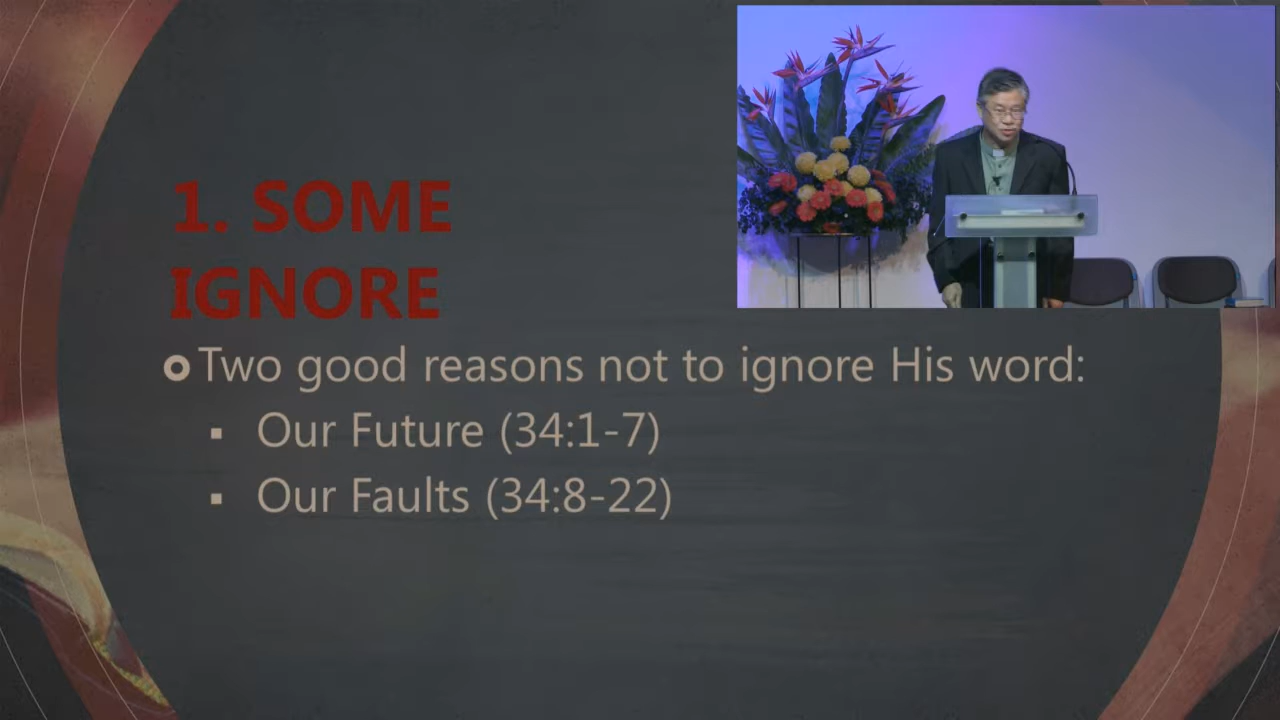 1. SOME
IGNORE
Two good reasons not to ignore His word:
▪ Our Future (34:1-7)
▪ Our Faults (34:8-22)